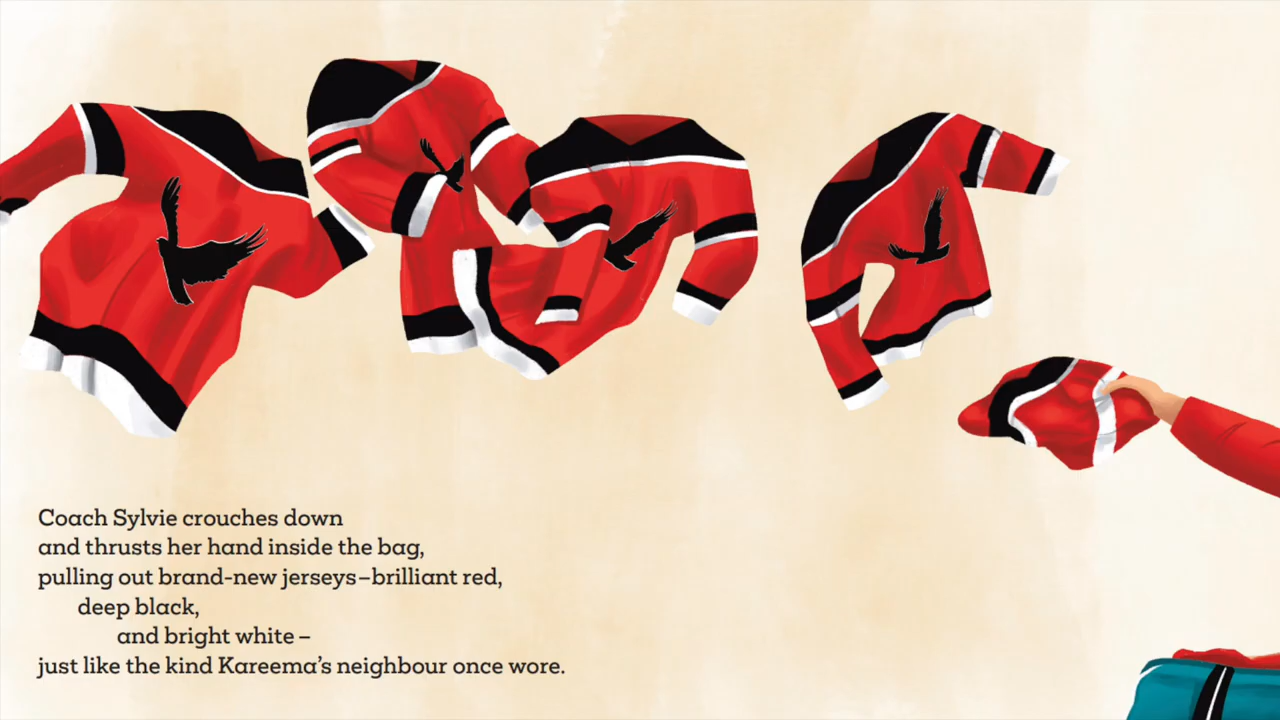 Coach Sylvie crouches down
and thrusts her hand inside the bag,
pulling out brand-new jerseys–brilliant red,
deep black,
and bright white –
just like the kind Kareema’s neighbour once wore.